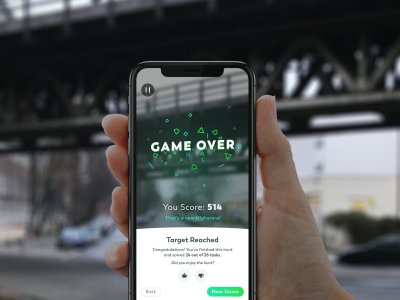 GAME OVER
You Score: 514
That's a new Highscore!
Target Reached
Congratulations! You've finished this hunt
and solved 24 out of 26 tasks.
Did you enjoy the hunt?
Exit
New Game